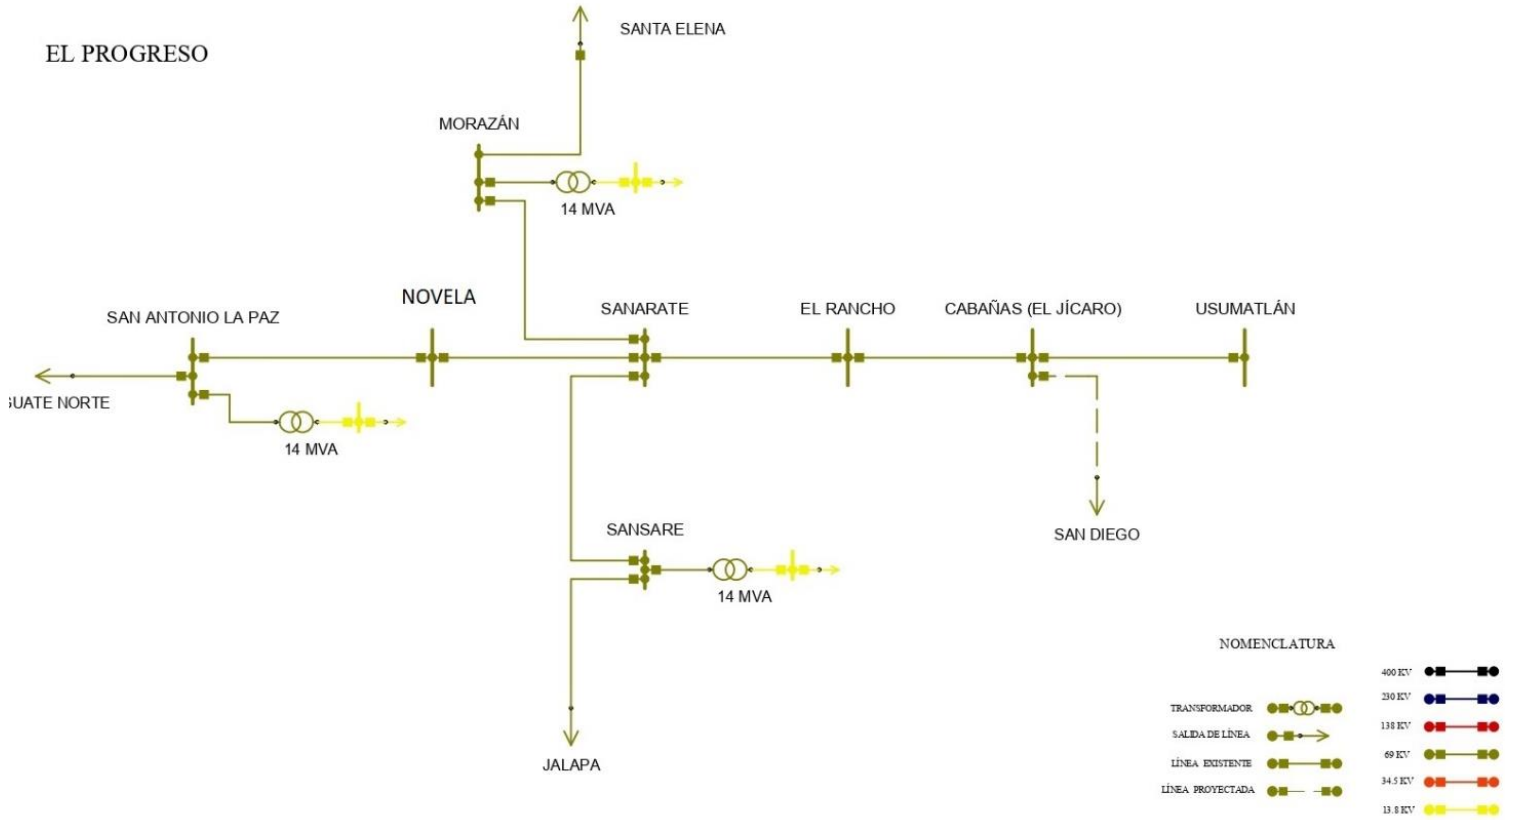 SANTA ELENA
EL PROGRESO
MORAZÁN
14 MVA
NOVELA
SAN ANTONIO LA PAZ
SANARATE
EL RANCHO
CABAÑAS (EL JÍCARO)
USUMATLÁN
GUATE NORTE
14 MVA
SANSARE
SAN DIEGO
14 MVA
JALAPA
NOMENCLATURA
TRANSFORMADOR
SALIDA DE LÍNEA
LÍNEA EXISTENTE
LÍNEA PROYECTADA
400 KV
230 KV
138 KV
69 KV
34.5 KV
13.8 KV